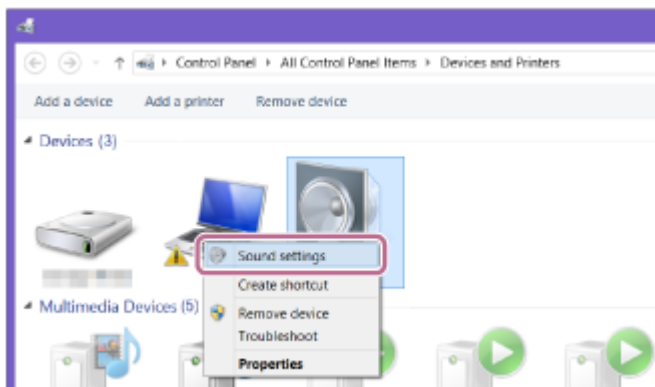 Control Panel All Control Panel Items Devices and Printers
Add a device Add a printer Remove device
Devices (3)
Sound settings
Create shortcut
Multimedia Devices (5)
Remove device
Troubleshoot
Properties